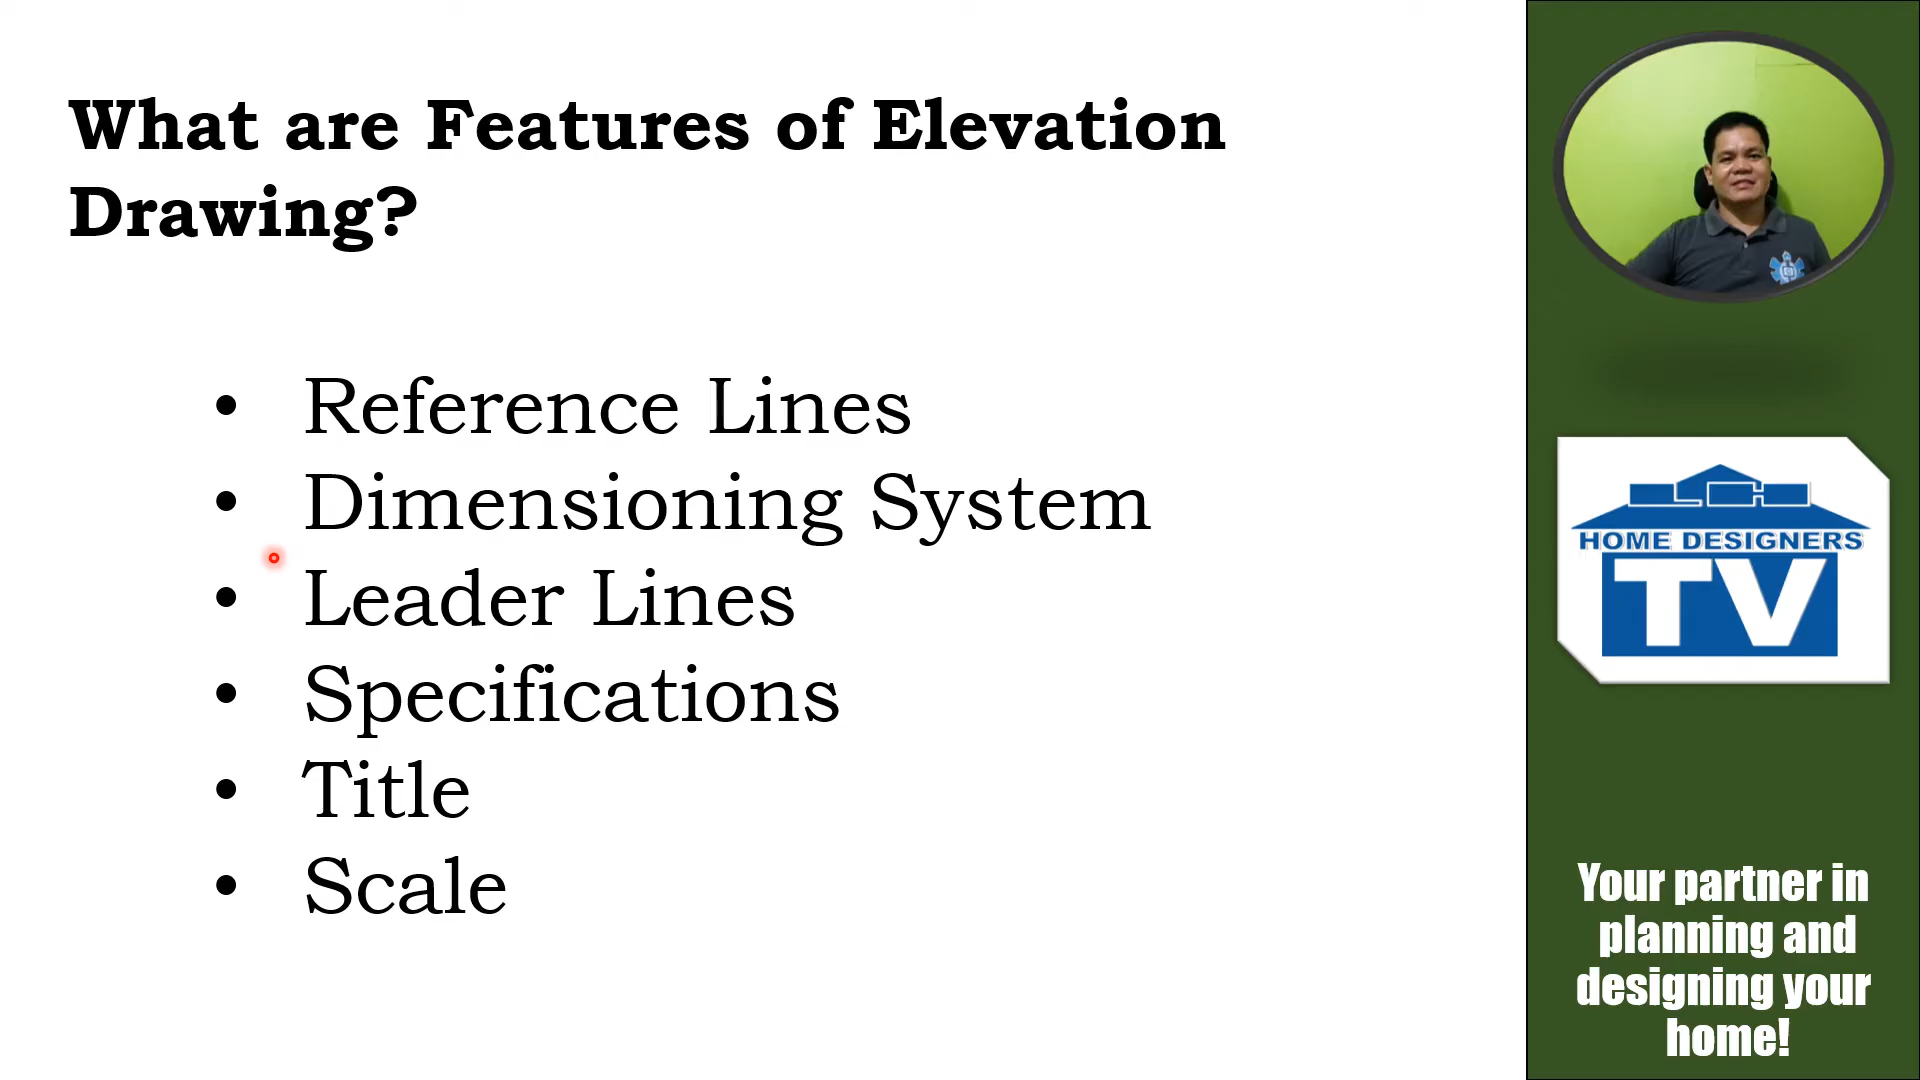 What are Features of Elevation
Drawing?
• Reference Lines
• Dimensioning System
• Leader Lines
• Specifications
• Title
• Scale
LCH
HOME DESIGNERS
TV
Your partner in
planning and
designing your
home!